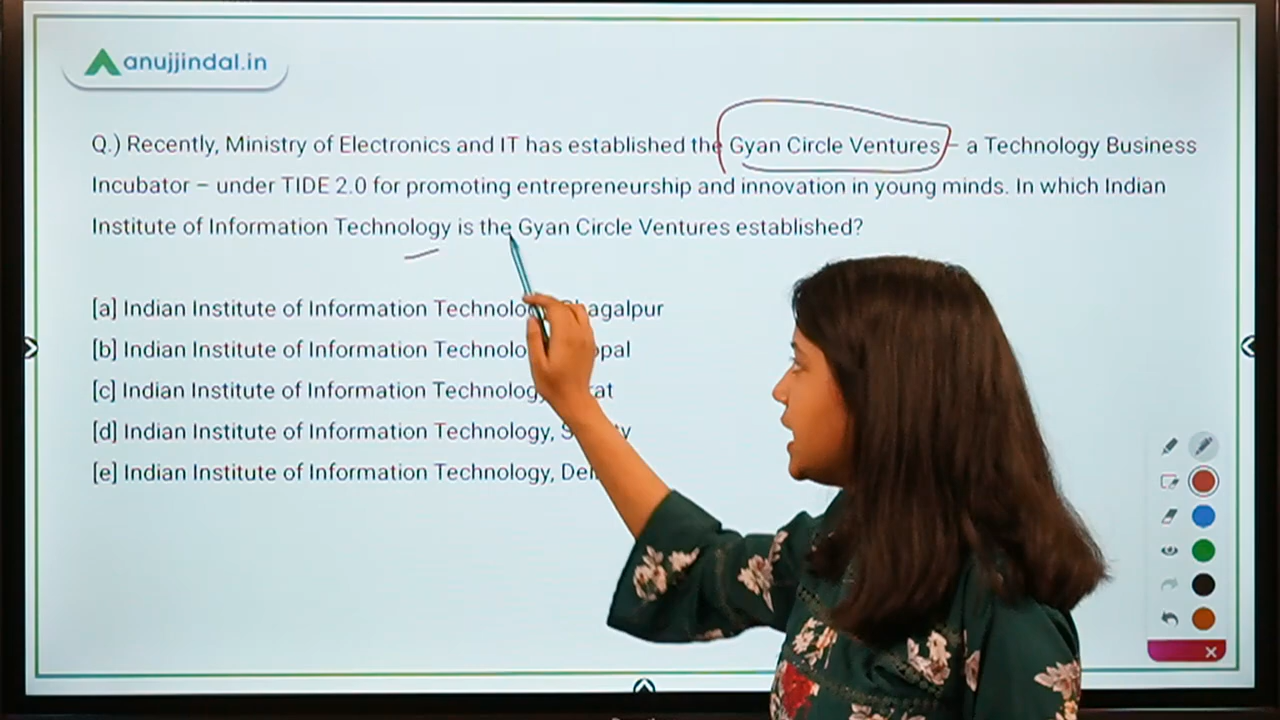 anujjindal.in
Q.) Recently, Ministry of Electronics and IT has established the Gyan Circle Ventures – a Technology Business
Incubator – under TIDE 2.0 for promoting entrepreneurship and innovation in young minds. In which Indian
Institute of Information Technology is the Gyan Circle Ventures established?
[a] Indian Institute of Information
[b] Indian Institute of Information
[c] Indian Institute of Information Technology,
[d] Indian Institute of Information Technology,
[e] Indian Institute of Information Technology,